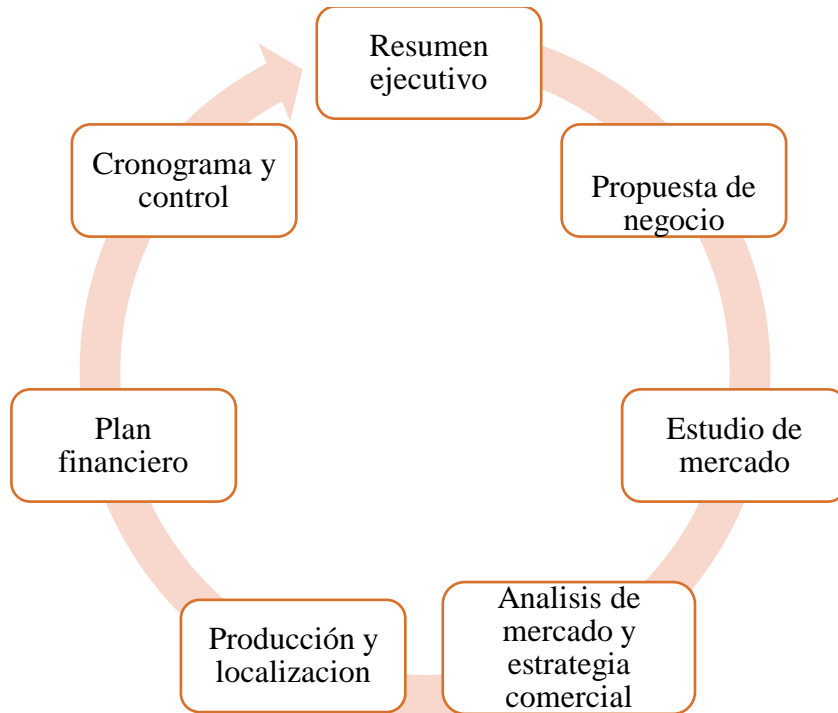 Resumen
ejecutivo
Propuesta de
negocio
Estudio de
mercado
Analisis de
mercado y
estrategia
comercial
Producción y
localizacion
Plan
financiero
Cronograma y
control